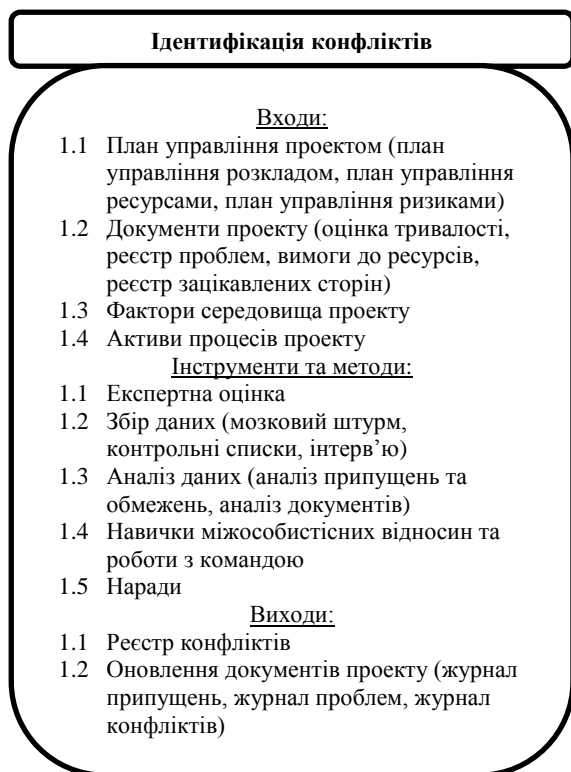 Ідентифікація конфліктів
Входи:
1.1 План управління проектом (план
управління розкладом, план управління
ресурсами, план управління ризиками)
1.2 Документи проекту (оцінка тривалості,
реєстр проблем, вимоги до ресурсів,
реєстр зацікавлених сторін)
1.3 Фактори середовища проекту
1.4 Активи процесів проекту
Інструменти та методи:
1.1 Експертна оцінка
1.2 Збір даних (мозковий штурм,
контрольні списки, інтерв’ю)
1.3 Аналіз даних (аналіз припущень та
обмежень, аналіз документів)
1.4 Навички міжособистісних відносин та
роботи з командою
1.5 Наради
Виходи:
1.1 Реєстр конфліктів
1.2 Оновлення документів проекту (журнал
припущень, журнал проблем, журнал
конфліктів)